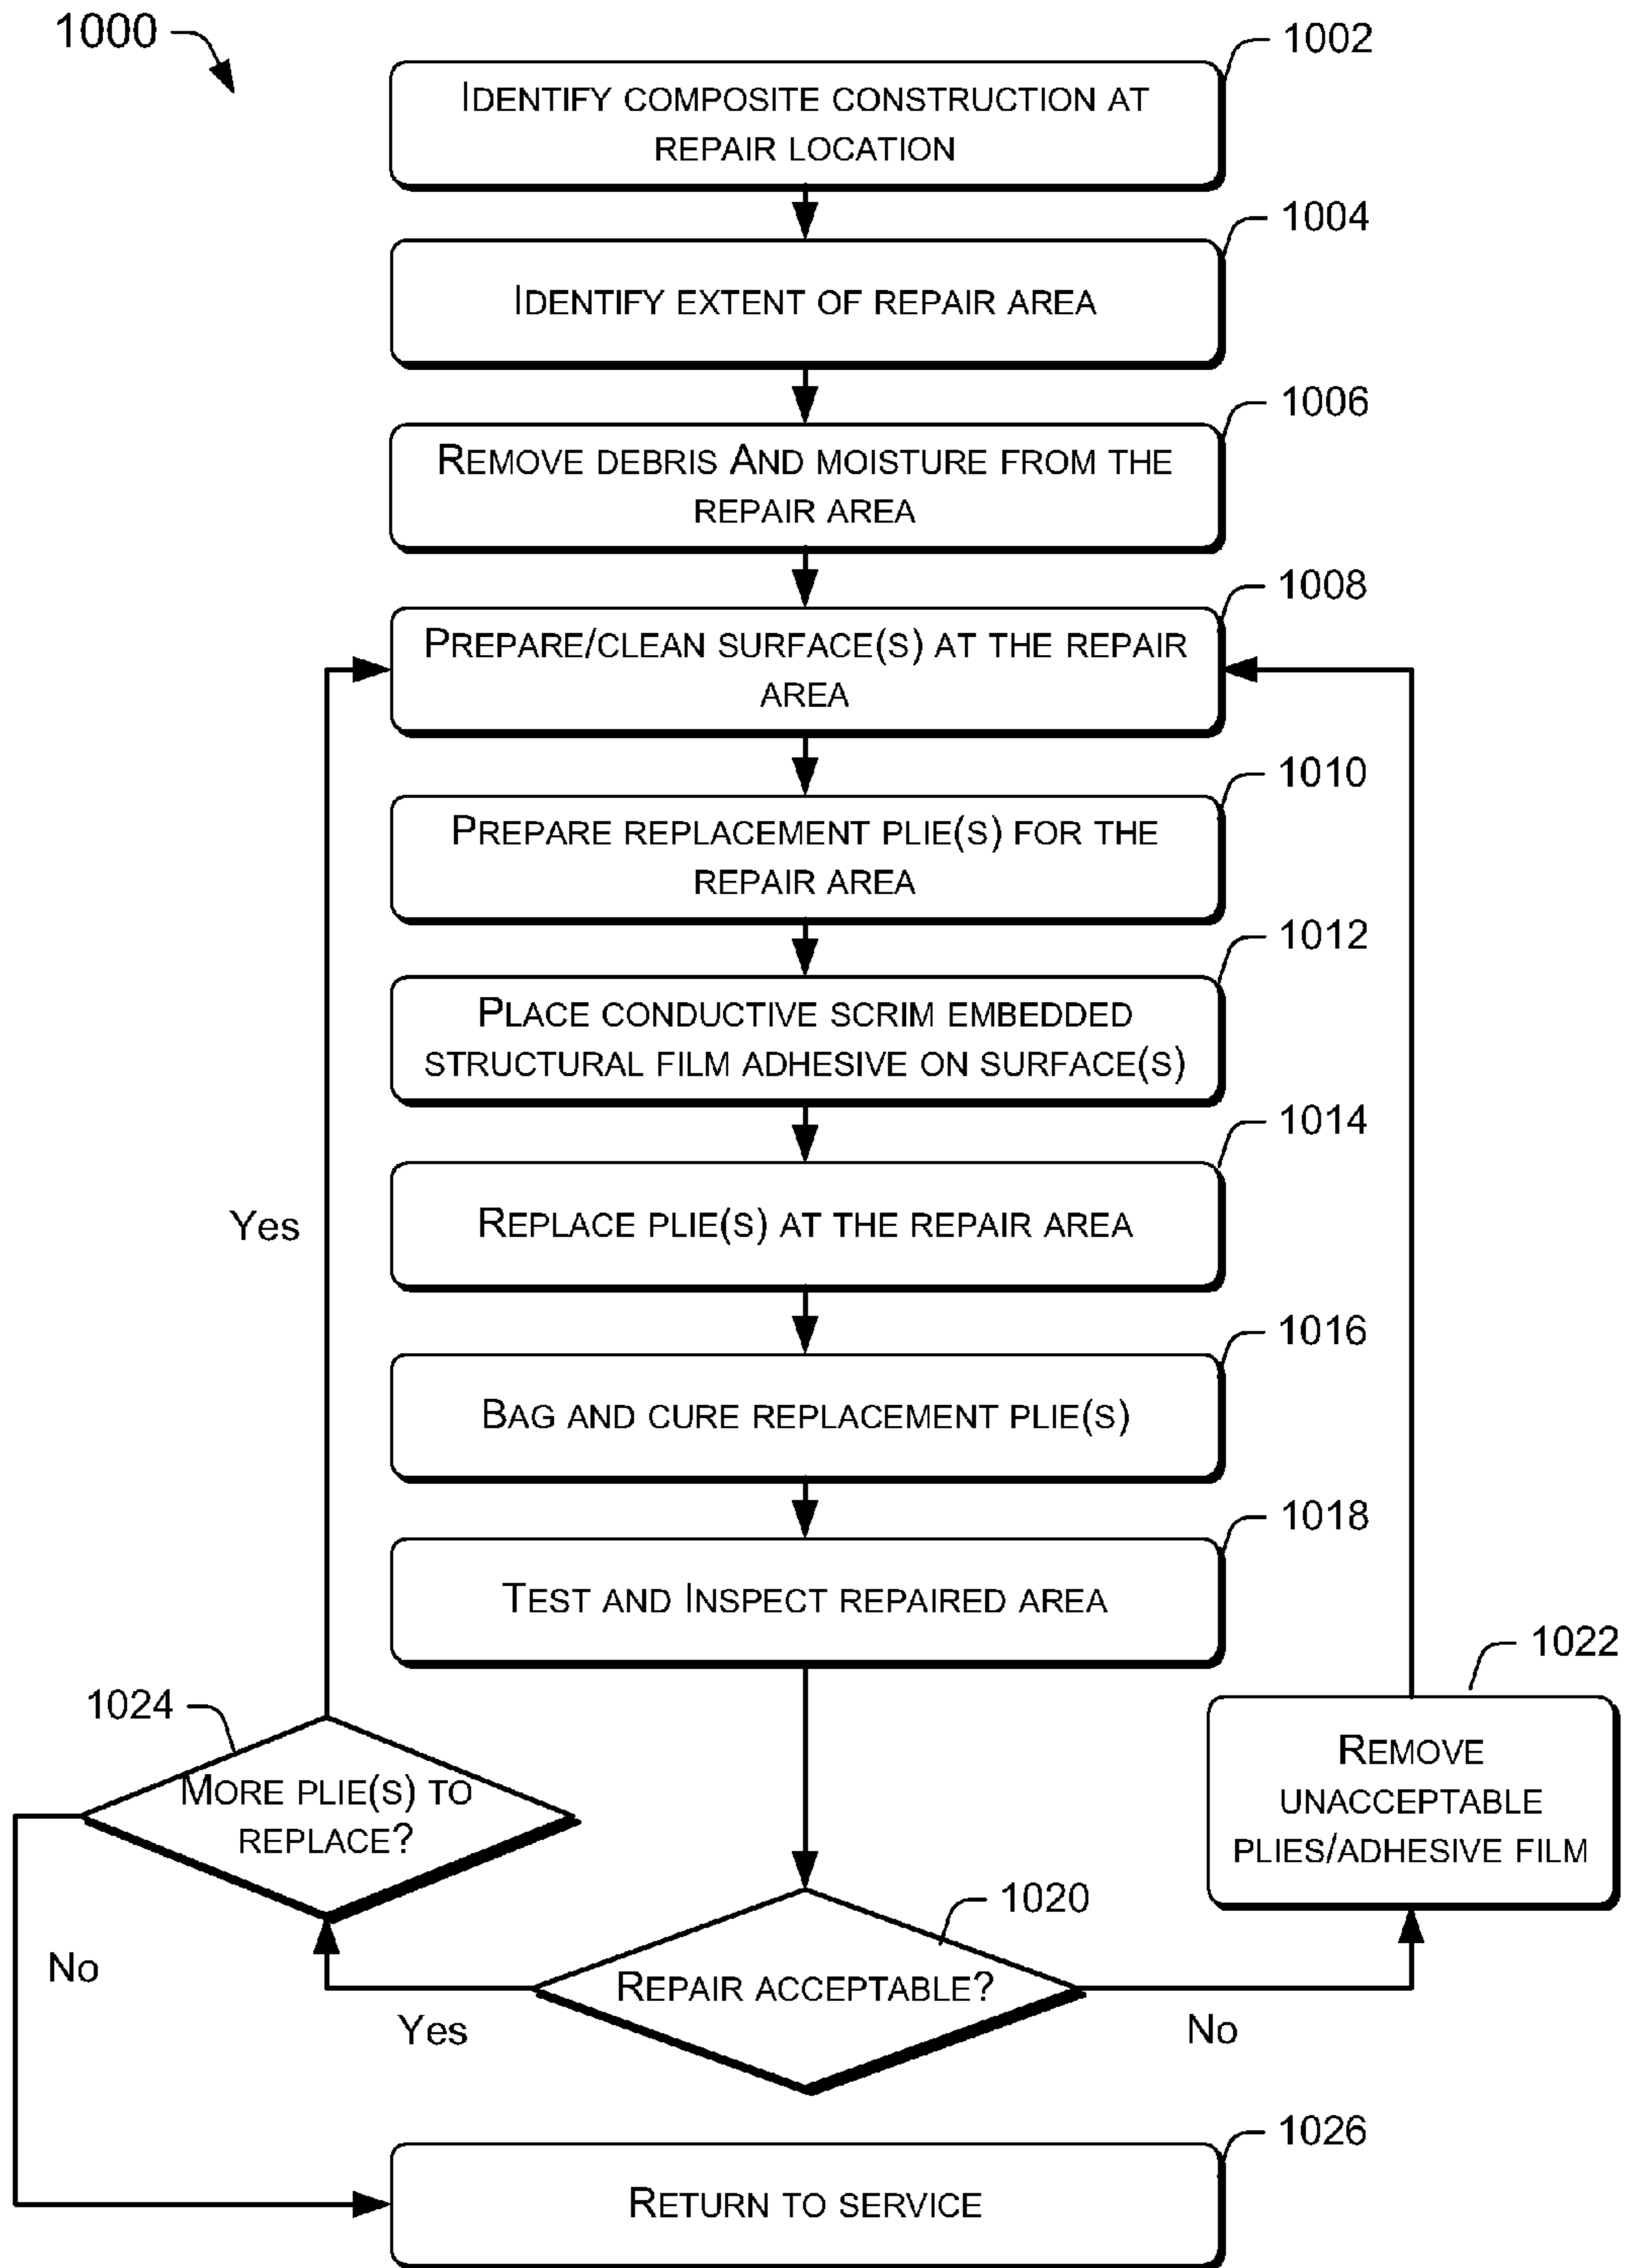 1000
1002
IDENTIFY COMPOSITE CONSTRUCTION AT
REPAIR LOCATION
1004
IDENTIFY EXTENT OF REPAIR AREA
1006
REMOVE DEBRIS AND MOISTURE FROM THE
REPAIR AREA
1008
PREPARE/CLEAN SURFACE(S) AT THE REPAIR
AREA
1010
PREPARE REPLACEMENT PLIE(S) FOR THE
REPAIR AREA
1012
PLACE CONDUCTIVE SCRIM EMBEDDED
STRUCTURAL FILM ADHESIVE ON SURFACE(S)
1014
REPLACE PLIE(S) AT THE REPAIR AREA
Yes
1016
BAG AND CURE REPLACEMENT PLIE(S)
1018
TEST AND INSPECT REPAIRED AREA
1022
REMOVE
UNACCEPTABLE
PLIES/ADHESIVE FILM
1024
MORE PLIE(S) TO
REPLACE?
1020
REPAIR ACCEPTABLE?
No
Yes
No
1026
RETURN TO SERVICE